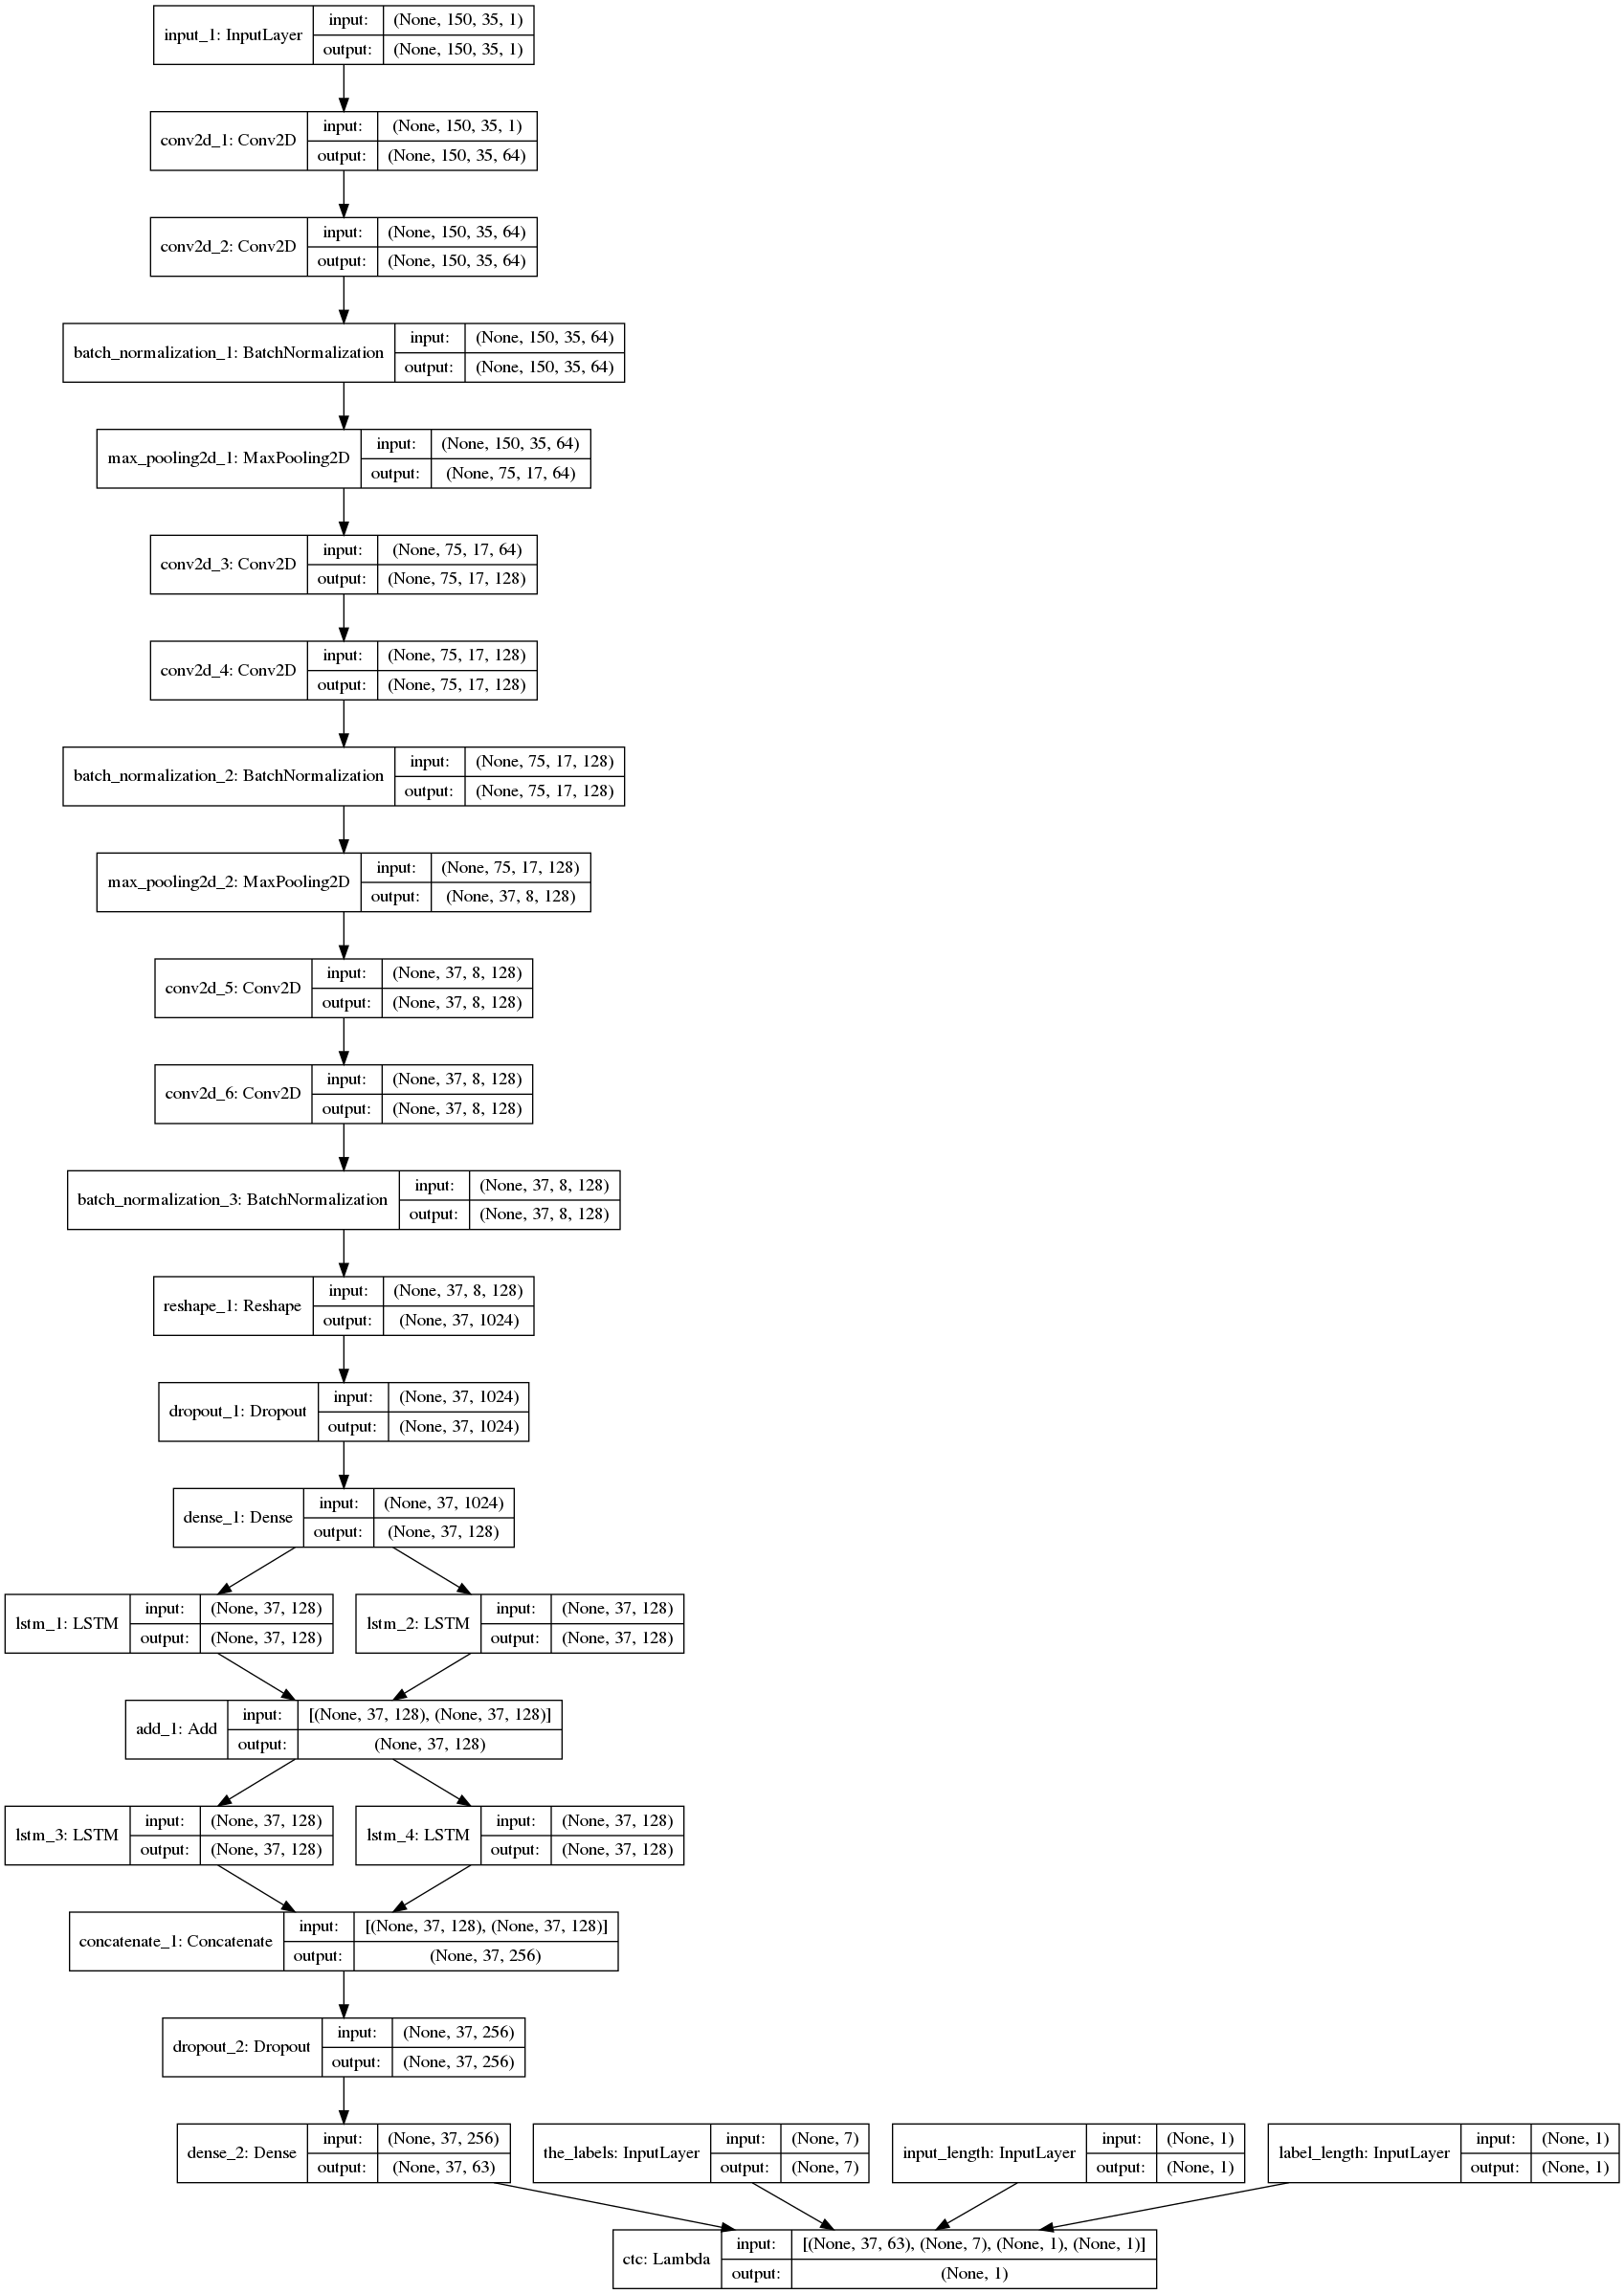 input_1: InputLayer input: (None, 150, 35, 1)
output: (None, 150, 35, 1)
conv2d_1: Conv2D input: (None, 150, 35, 1)
output: (None, 150, 35, 64)
conv2d_2: Conv2D input: (None, 150, 35, 64)
output: (None, 150, 35, 64)
batch_normalization_1: BatchNormalization input: (None, 150, 35, 64)
output: (None, 150, 35, 64)
max_pooling2d_1: MaxPooling2D input: (None, 150, 35, 64)
output: (None, 75, 17, 64)
conv2d_3: Conv2D input: (None, 75, 17, 64)
output: (None, 75, 17, 128)
conv2d_4: Conv2D input: (None, 75, 17, 128)
output: (None, 75, 17, 128)
batch_normalization_2: BatchNormalization input: (None, 75, 17, 128)
output: (None, 75, 17, 128)
max_pooling2d_2: MaxPooling2D input: (None, 75, 17, 128)
output: (None, 37, 8, 128)
conv2d_5: Conv2D input: (None, 37, 8, 128)
output: (None, 37, 8, 128)
conv2d_6: Conv2D input: (None, 37, 8, 128)
output: (None, 37, 8, 128)
batch_normalization_3: BatchNormalization input: (None, 37, 8, 128)
output: (None, 37, 8, 128)
reshape_1: Reshape input: (None, 37, 8, 128)
output: (None, 37, 1024)
dropout_1: Dropout input: (None, 37, 1024)
output: (None, 37, 1024)
dense_1: Dense input: (None, 37, 1024)
output: (None, 37, 128)
lstm_1: LSTM input: (None, 37, 128)
output: (None, 37, 128)
lstm_2: LSTM input: (None, 37, 128)
output: (None, 37, 128)
add_1: Add input: [(None, 37, 128), (None, 37, 128)]
output: (None, 37, 128)
lstm_3: LSTM input: (None, 37, 128)
output: (None, 37, 128)
lstm_4: LSTM input: (None, 37, 128)
output: (None, 37, 128)
concatenate_1: Concatenate input: [(None, 37, 128), (None, 37, 128)]
output: (None, 37, 256)
dropout_2: Dropout input: (None, 37, 256)
output: (None, 37, 256)
dense_2: Dense input: (None, 37, 256)
output: (None, 37, 63)
the_labels: InputLayer input: (None, 7)
output: (None, 7)
input_length: InputLayer input: (None, 1)
output: (None, 1)
label_length: InputLayer input: (None, 1)
output: (None, 1)
ctc: Lambda input: [(None, 37, 63), (None, 7), (None, 1), (None, 1)]
output: (None, 1)